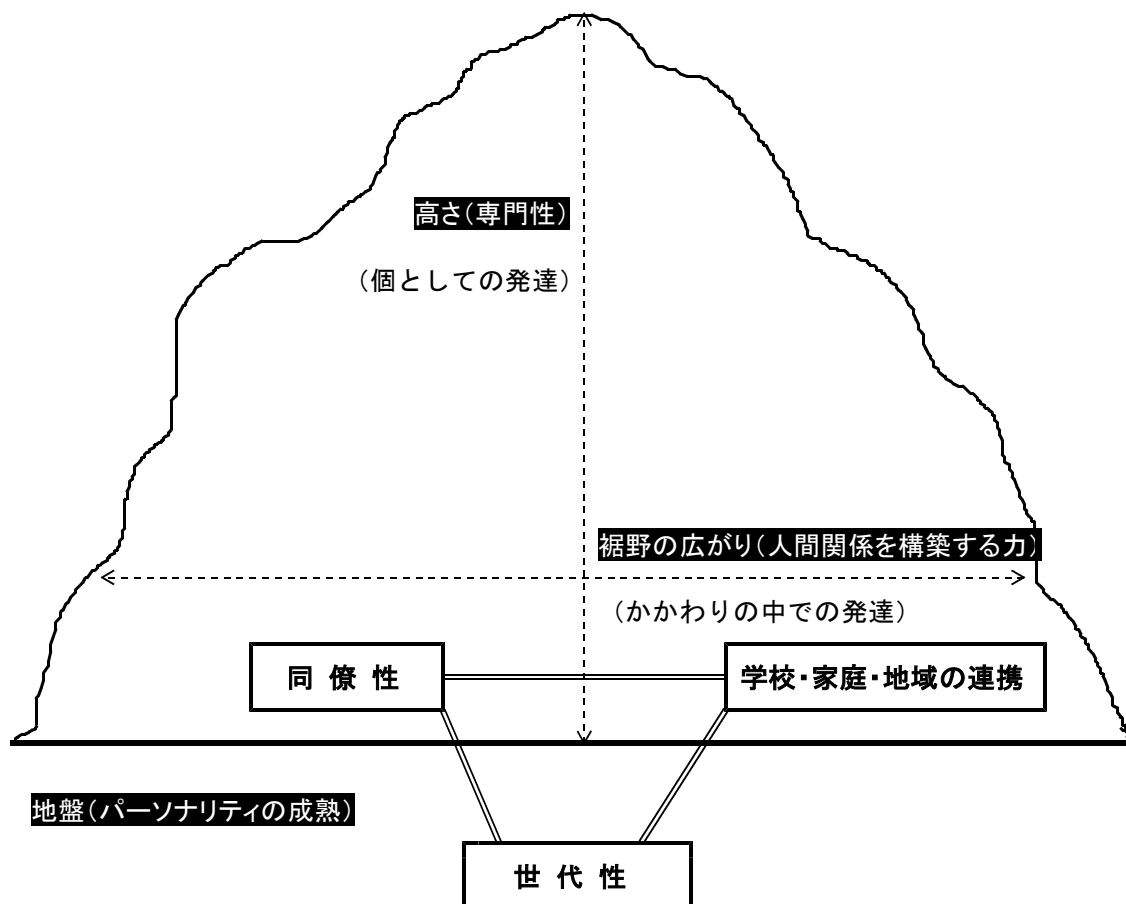 高さ(専門性)
(個としての発達)
裾野の広がり(人間関係を構築する力)
(かかわりの中での発達)
同 僚 性
学校・家庭・地域の連携
地盤(パーソナリティの成熟)
世 代 性